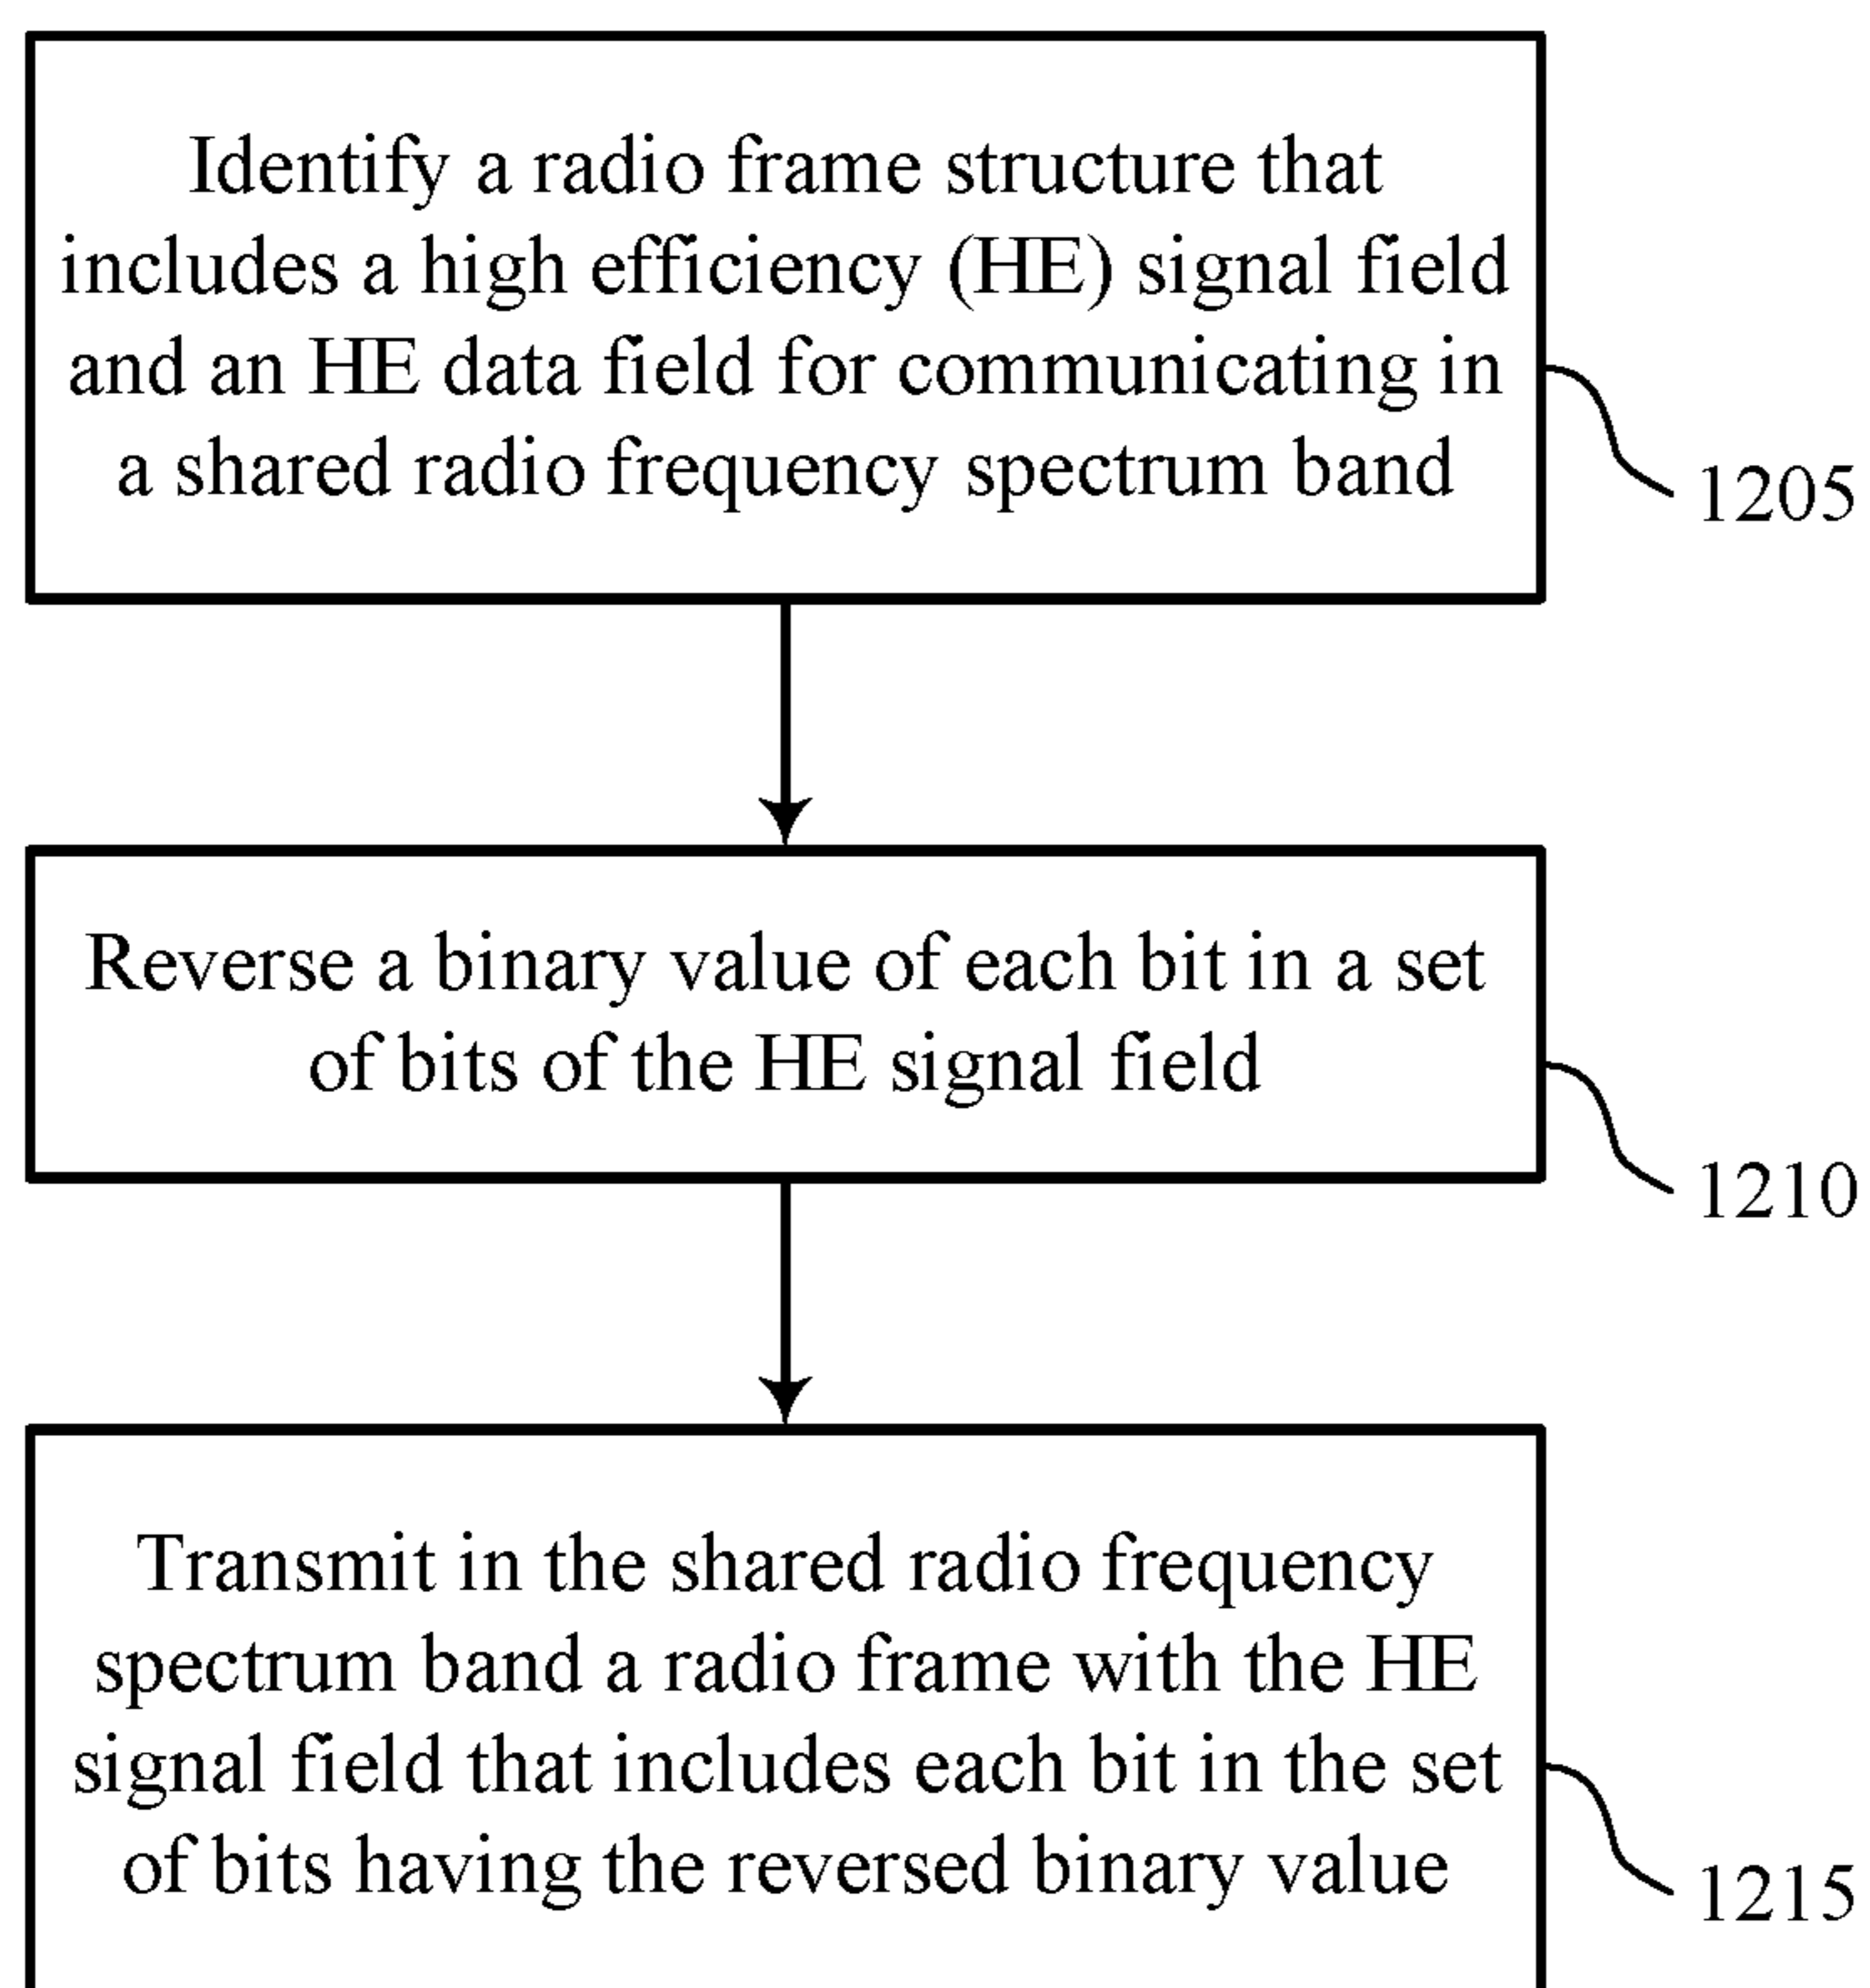 Identify a radio frame structure that
includes a high efficiency (HE) signal field
and an HE data field for communicating in
a shared radio frequency spectrum band
1205
Reverse a binary value of each bit in a set
of bits of the HE signal field
1210
Transmit in the shared radio frequency
spectrum band a radio frame with the HE
signal field that includes each bit in the set
of bits having the reversed binary value
1215